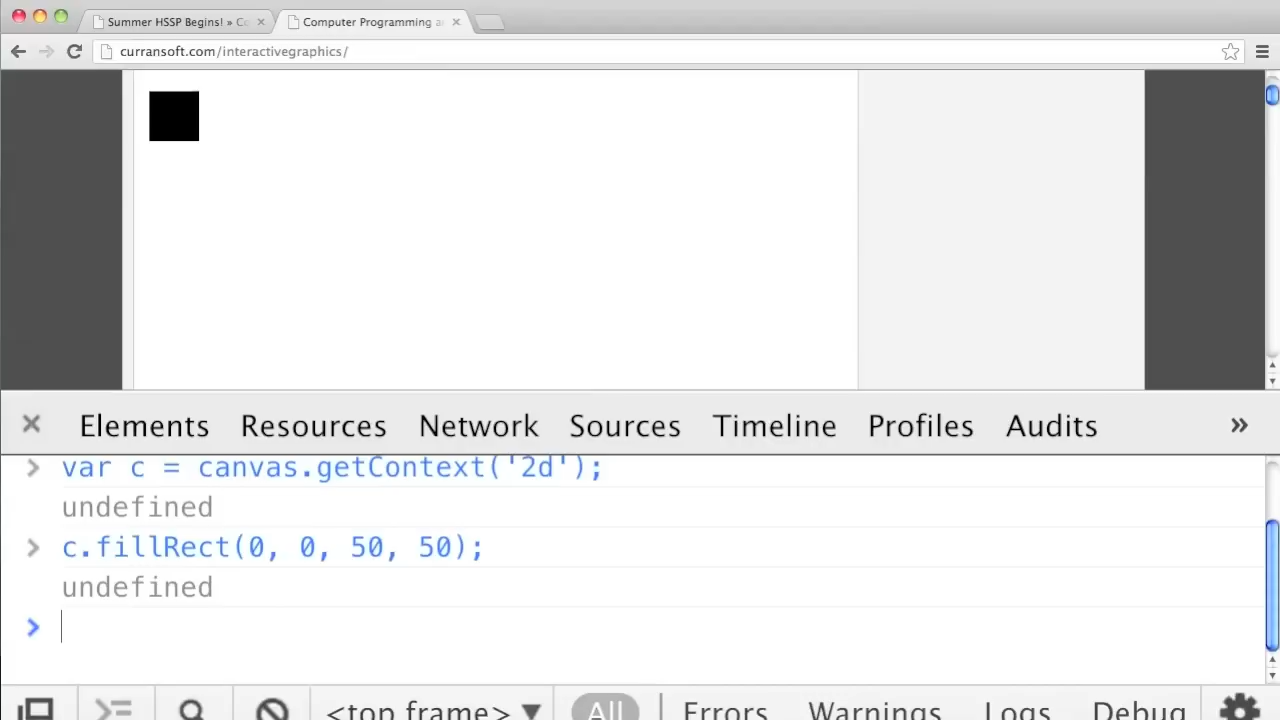 Summer HSSP Begins! » Co
Computer Programming a
curransoft.com/interactivegraphics/
Elements Resources Network Sources Timeline Profiles Audits »
> var c = canvas.getContext('2d');
undefined
> c.fillRect(0, 0, 50, 50);
undefined
>
<top frame> ▼ All Errors Warnings Logs Debug